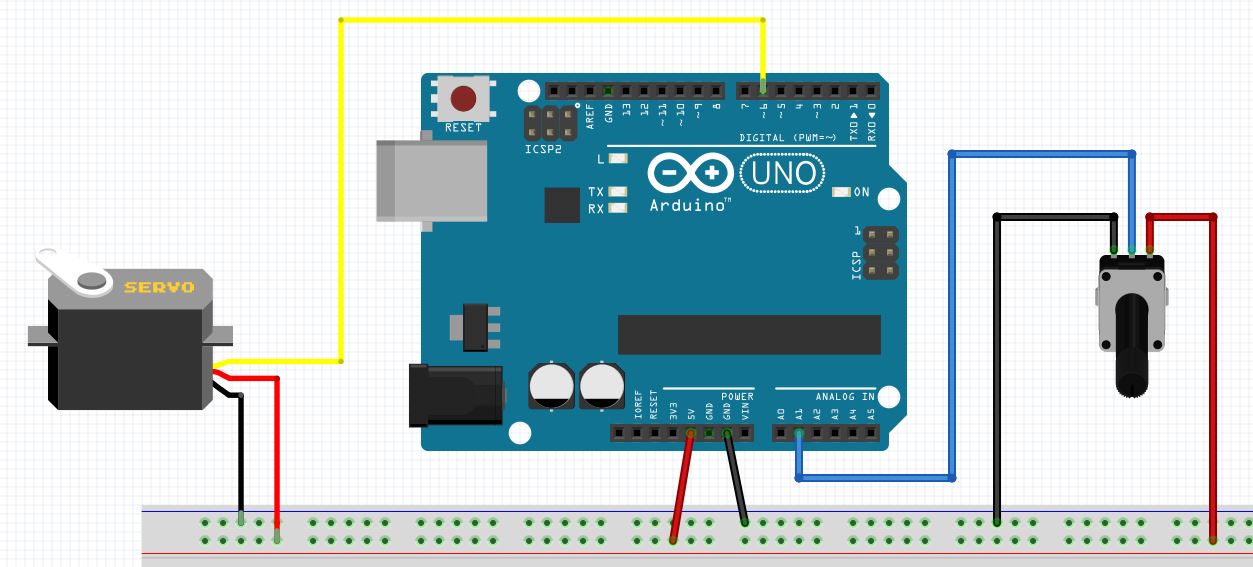 RESET
ICSP2
AREF
GND
13
12
~11
~10
~9
8
7
~6
~5
4
~3
2
TX0▶1
RX0◀0
DIGITAL (PWM=~)
L
TX
RX
UNO
ON
Arduino™
1
ICSP
SERVO
POWER
ANALOG IN
IOREF
RESET
3V3
5V
GND
GND
VIN
A0
A1
A2
A3
A4
A5